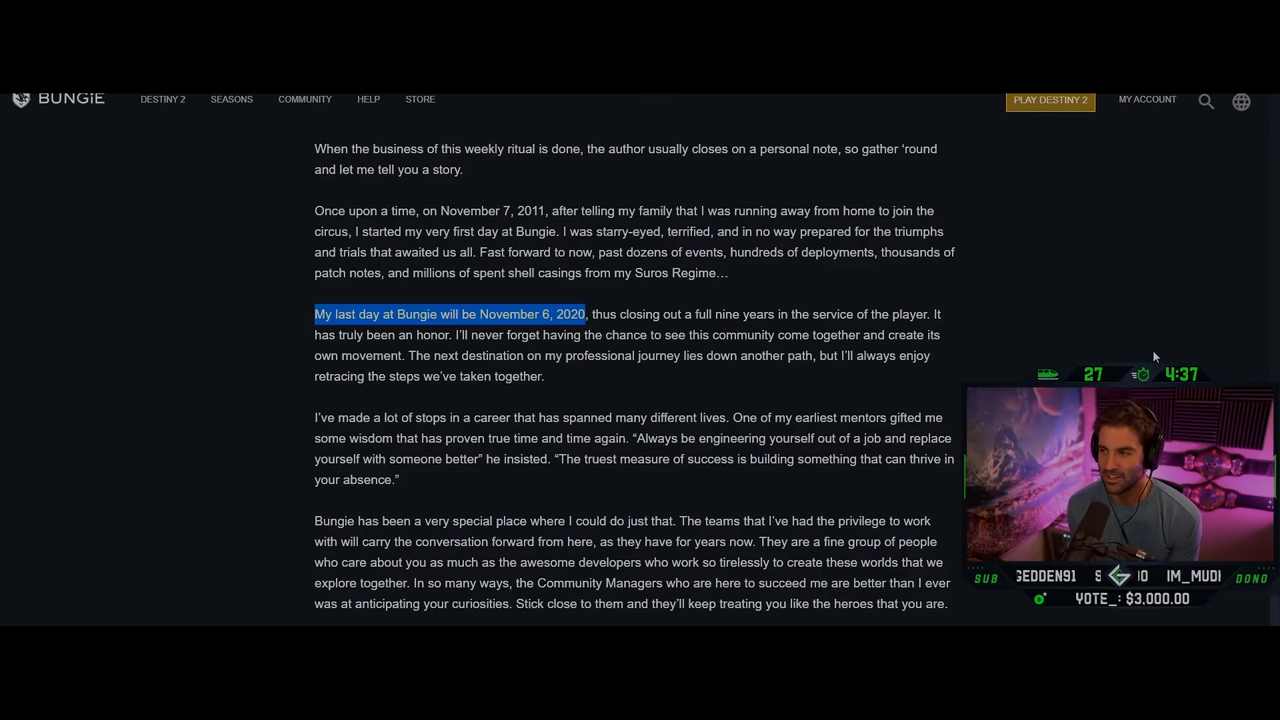 BUNGiE DESTINY 2 SEASONS COMMUNITY HELP STORE PLAY DESTINY 2 MY ACCOUNT
When the business of this weekly ritual is done, the author usually closes on a personal note, so gather ‘round
and let me tell you a story.
Once upon a time, on November 7, 2011, after telling my family that I was running away from home to join the
circus, I started my very first day at Bungie. I was starry-eyed, terrified, and in no way prepared for the triumphs
and trials that awaited us all. Fast forward to now, past dozens of events, hundreds of deployments, thousands of
patch notes, and millions of spent shell casings from my Suros Regime…
My last day at Bungie will be November 6, 2020, thus closing out a full nine years in the service of the player. It
has truly been an honor. I’ll never forget having the chance to see this community come together and create its
own movement. The next destination on my professional journey lies down another path, but I’ll always enjoy
retracing the steps we’ve taken together.
I’ve made a lot of stops in a career that has spanned many different lives. One of my earliest mentors gifted me
some wisdom that has proven true time and time again. “Always be engineering yourself out of a job and replace
yourself with someone better” he insisted. “The truest measure of success is building something that can thrive in
your absence.”
Bungie has been a very special place where I could do just that. The teams that I’ve had the privilege to work
with will carry the conversation forward from here, as they have for years now. They are a fine group of people
who care about you as much as the awesome developers who work so tirelessly to create these worlds that we
explore together. In so many ways, the Community Managers who are here to succeed me are better than I ever
was at anticipating your curiosities. Stick close to them and they’ll keep treating you like the heroes that you are.
27 4:37
SUB GEDDEN91 IM_MUD DONO
YOTE_: $3,000.00